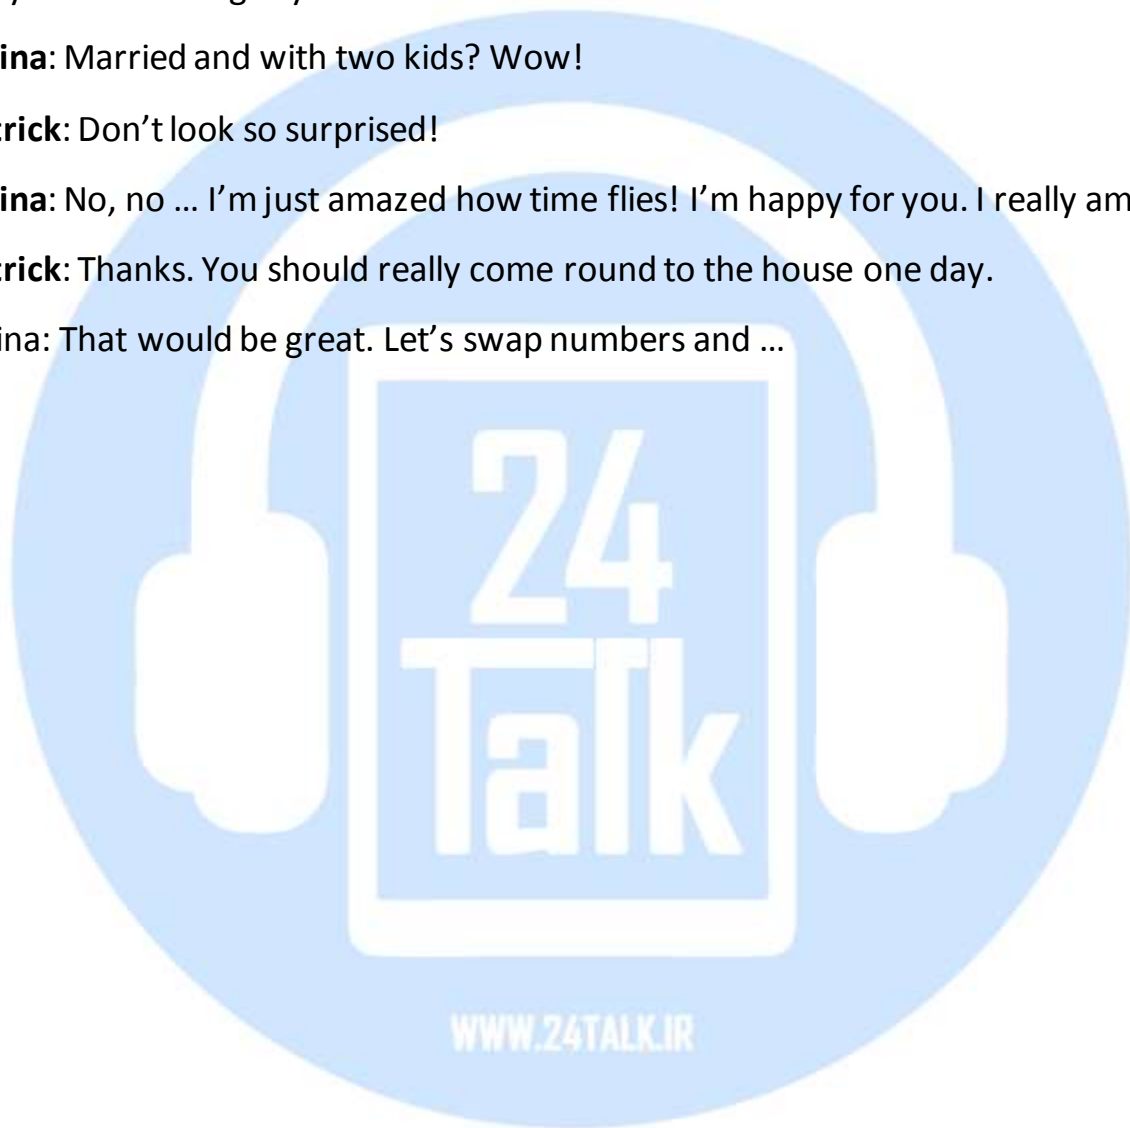 ina: Married and with two kids? Wow!
trick: Don’t look so surprised!
ina: No, no … I’m just amazed how time flies! I’m happy for you. I really am
trick: Thanks. You should really come round to the house one day.
ina: That would be great. Let’s swap numbers and …
24
Talk
WWW.24TALK.IR